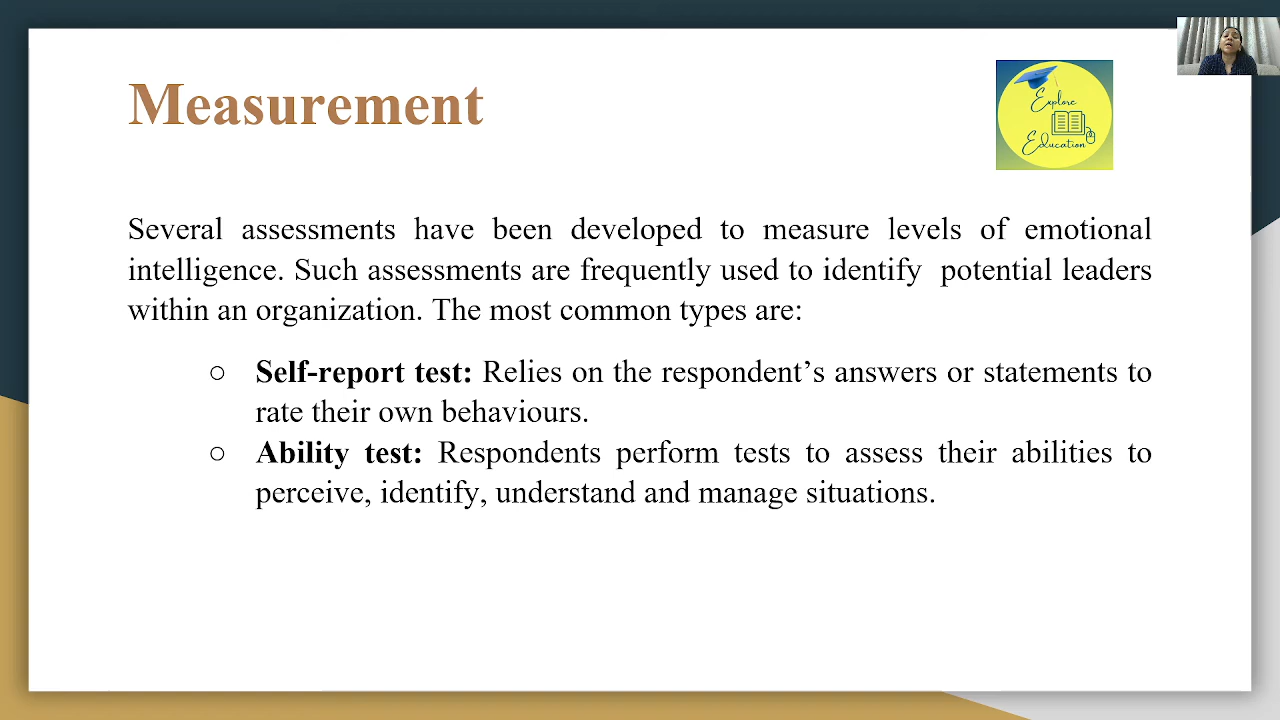 Measurement
Explore
Education
Several assessments have been developed to measure levels of emotional
intelligence. Such assessments are frequently used to identify potential leaders
within an organization. The most common types are:
○ Self-report test: Relies on the respondent’s answers or statements to
rate their own behaviours.
○ Ability test: Respondents perform tests to assess their abilities to
perceive, identify, understand and manage situations.